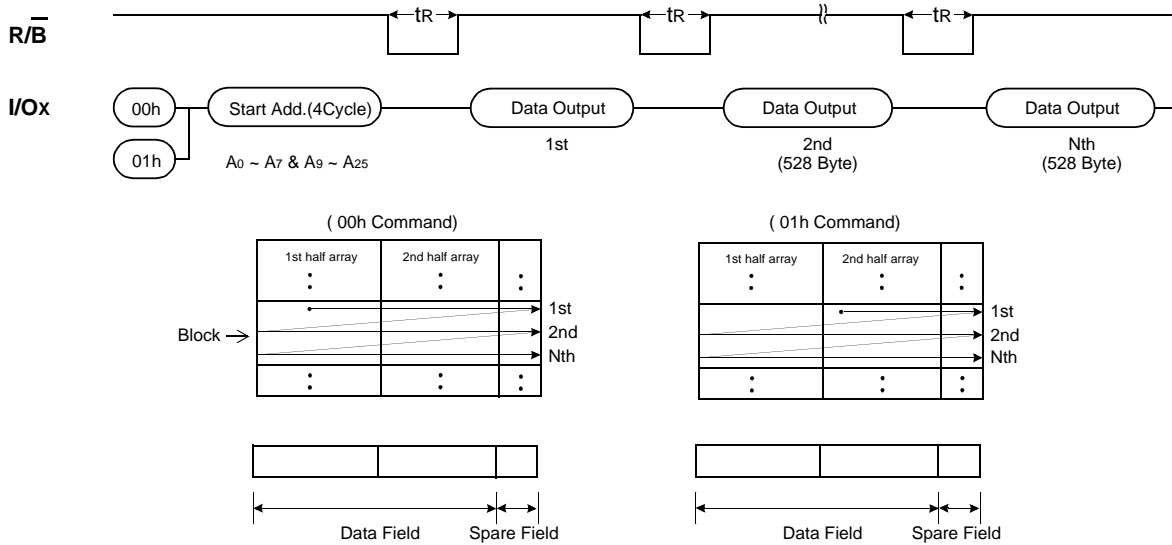 R/B
tR tR tR
I/Ox
00h Start Add.(4Cycle) Data Output Data Output Data Output
01h
A0 ~ A7 & A9 ~ A25
1st 2nd Nth
(528 Byte) (528 Byte)
( 00h Command) ( 01h Command)
1st half array 2nd half array 1st half array 2nd half array
1st 1st
Block 2nd 2nd
Nth Nth
Data Field Spare Field Data Field Spare Field